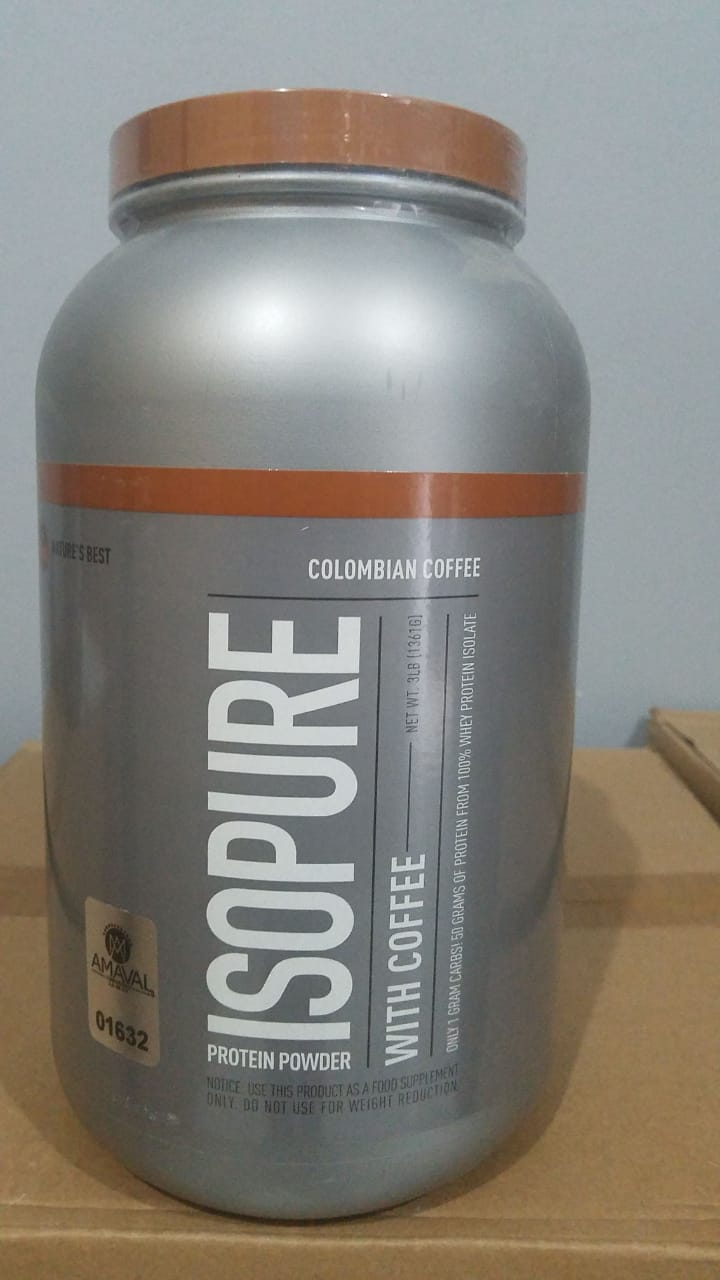 NATURE'S BEST
COLOMBIAN COFFEE
ISOPURE
PROTEIN POWDER
WITH COFFEE
NET WT. 3LB (1361G)
ONLY 1 GRAM CARBS! 50 GRAMS OF PROTEIN FROM 100% WHEY PROTEIN ISOLATE
NOTICE: USE THIS PRODUCT AS A FOOD SUPPLEMENT
ONLY. DO NOT USE FOR WEIGHT REDUCTION.
AMAVAL
01632